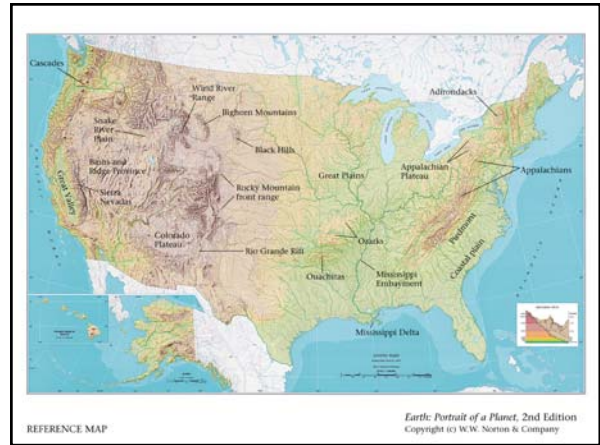 Cascades
Wind River
Range
Bighorn Mountains
Adirondacks
Snake
River
Plain
Black Hills
Basin and
Ridge Province
Great Plains
Appalachian
Plateau
Appalachians
Great Valley
Sierra
Nevadas
Rocky Mountain
front range
Piedmont
Colorado
Plateau
Rio Grande Rift
Ozarks
Coastal plain
Ouachitas
Mississippi
Embayment
Mississippi Delta
REFERENCE MAP
Earth: Portrait of a Planet, 2nd Edition
Copyright (c) W.W. Norton & Company